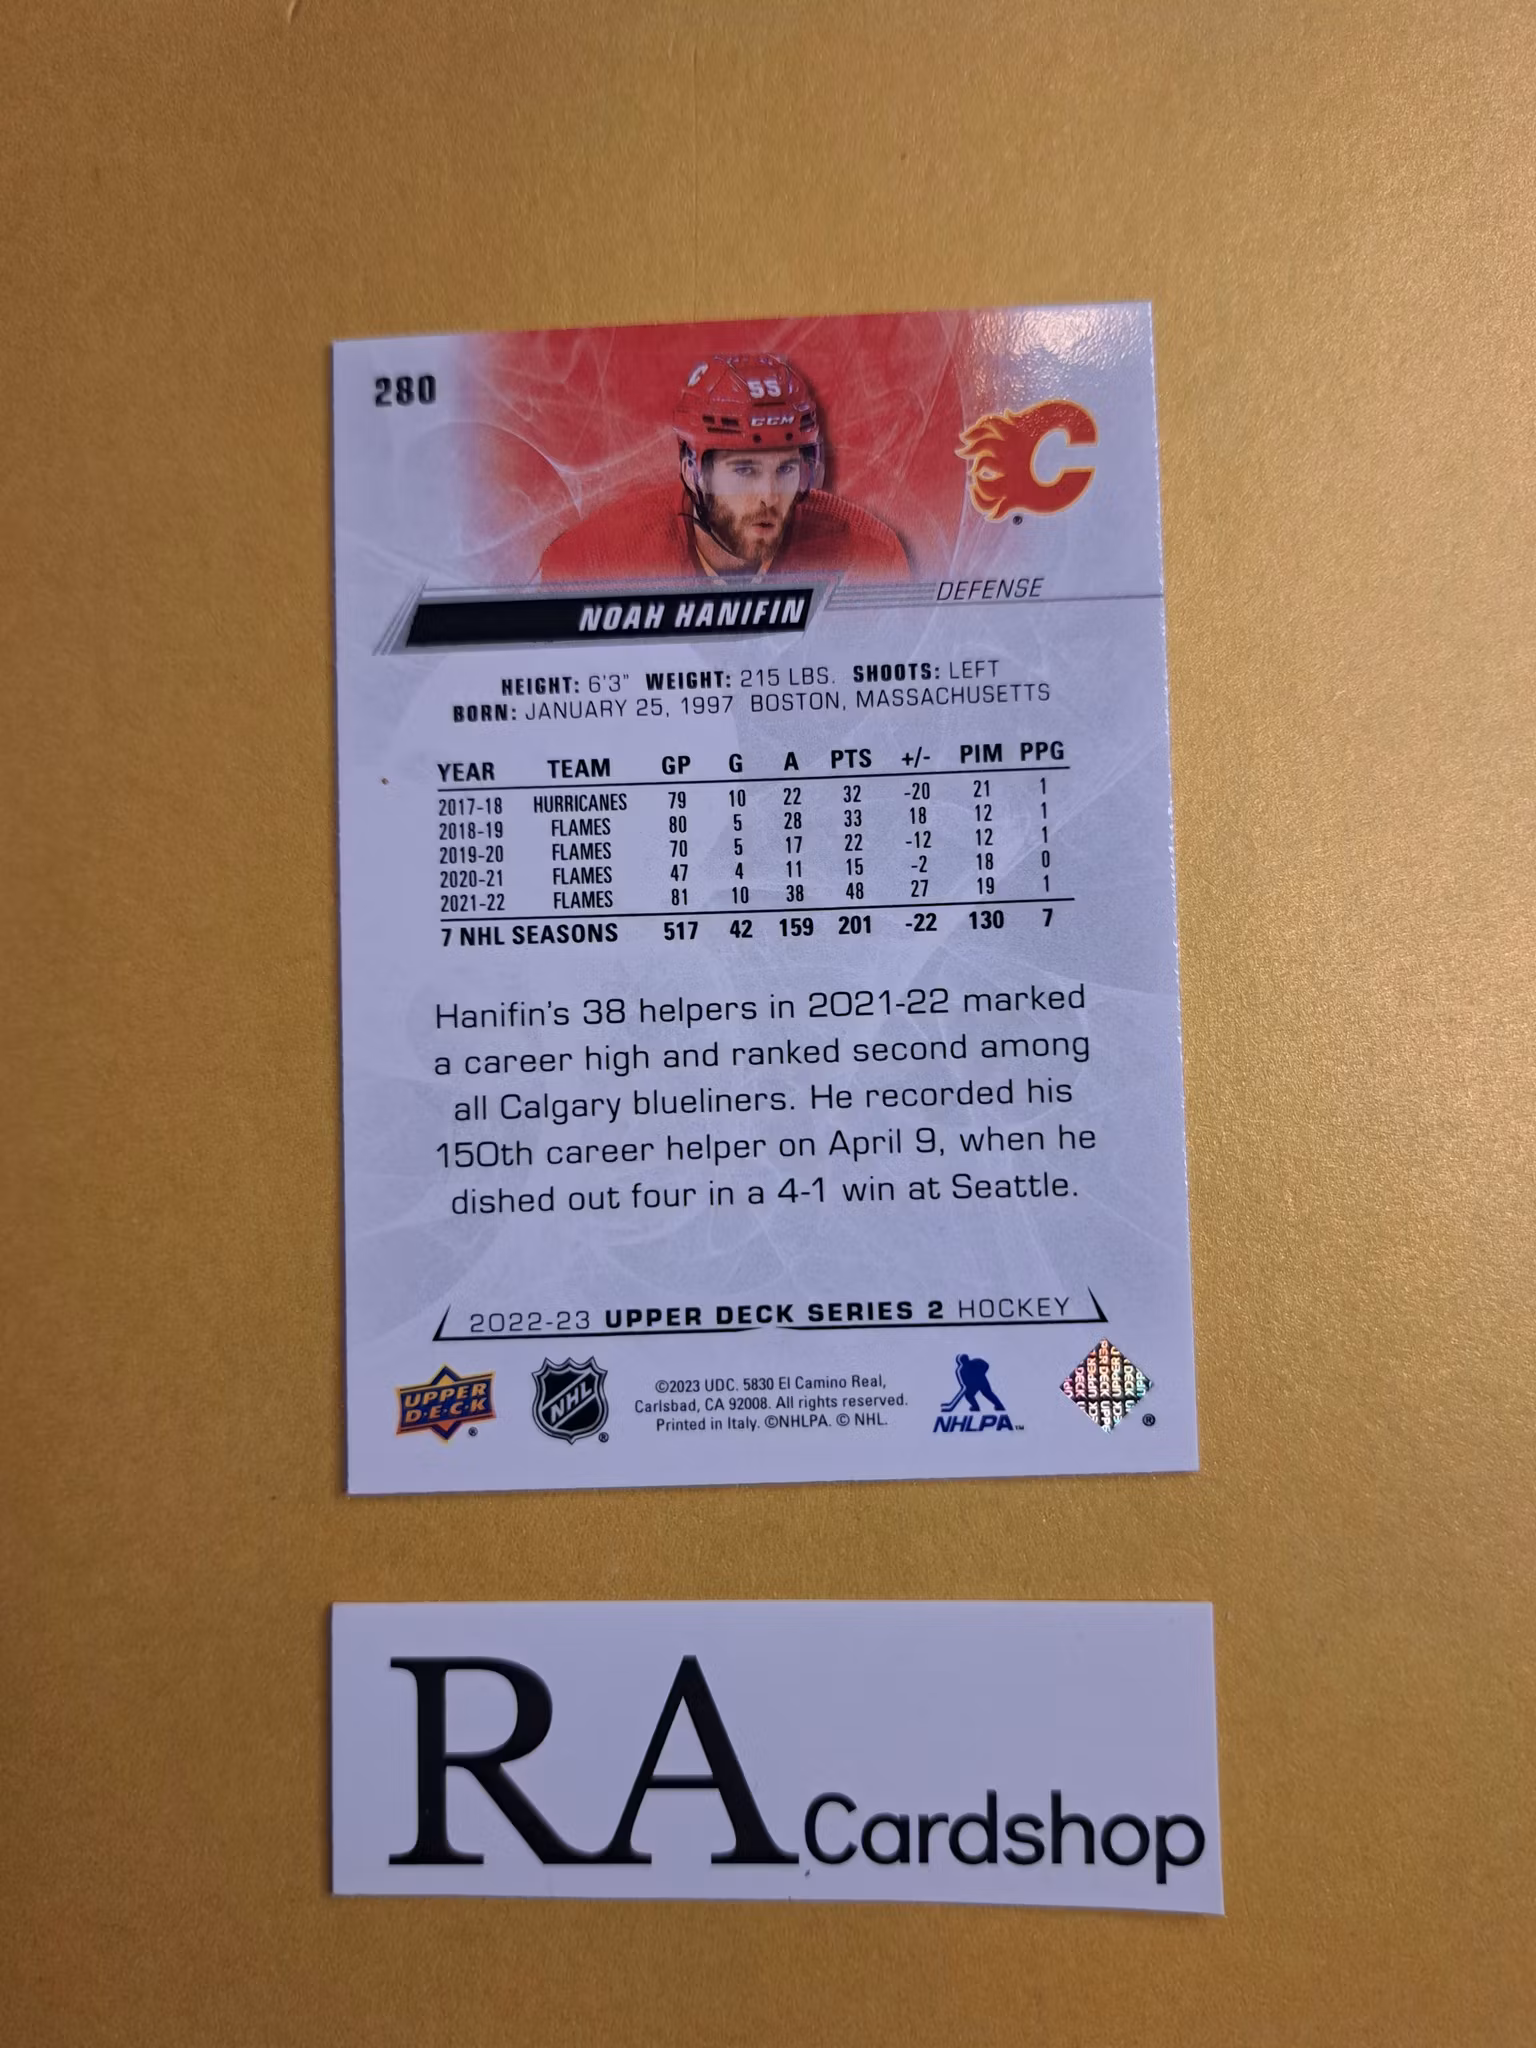 280
55
CCM
C
®
DEFENSE
NOAH HANIFIN
HEIGHT: 6'3" WEIGHT: 215 LBS. SHOOTS: LEFT
BORN: JANUARY 25, 1997 BOSTON, MASSACHUSETTS
YEAR TEAM GP G A PTS +/- PIM PPG
2017-18 HURRICANES 79 10 22 32 -20 21 1
2018-19 FLAMES 80 5 28 33 18 12 1
2019-20 FLAMES 70 5 17 22 -12 12 1
2020-21 FLAMES 47 4 11 15 -2 18 0
2021-22 FLAMES 81 10 38 48 27 19 1
7 NHL SEASONS 517 42 159 201 -22 130 7
Hanifin's 38 helpers in 2021-22 marked
a career high and ranked second among
all Calgary blueliners. He recorded his
150th career helper on April 9, when he
dished out four in a 4-1 win at Seattle.
2022-23 UPPER DECK SERIES 2 HOCKEY
UPPER
D·E·C·K
®
NHL
®
©2023 UDC. 5830 El Camino Real,
Carlsbad, CA 92008. All rights reserved.
Printed in Italy. ©NHLPA. © NHL.
NHLPA™
®
RA Cardshop